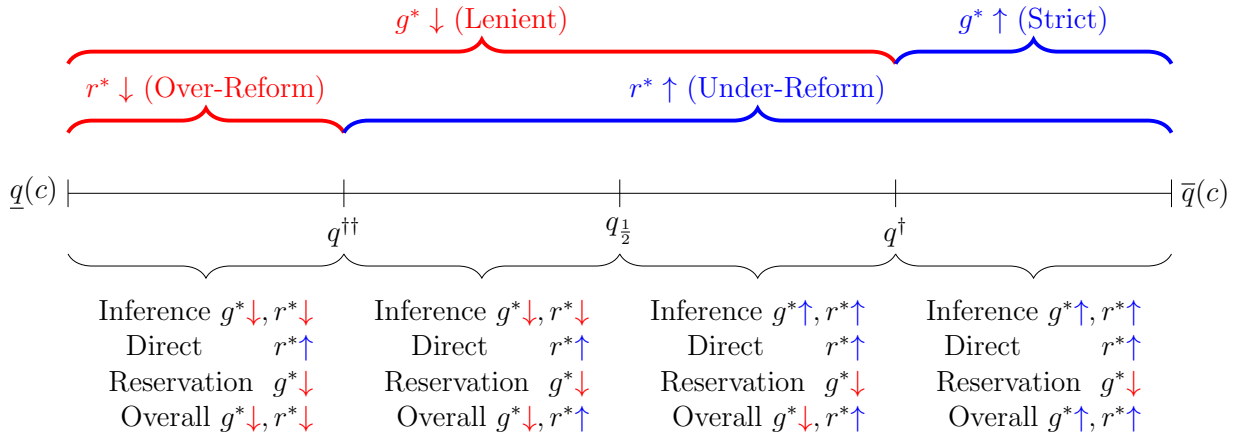 g* ↓ (Lenient) g* ↑ (Strict)
r* ↓ (Over-Reform) r* ↑ (Under-Reform)
q̲(c) q̅(c)
q†† q½ q†
Inference g*↓, r*↓ Inference g*↓, r*↓ Inference g*↑, r*↑ Inference g*↑, r*↑
Direct r*↑ Direct r*↑ Direct r*↑ Direct r*↑
Reservation g*↓ Reservation g*↓ Reservation g*↓ Reservation g*↓
Overall g*↓, r*↓ Overall g*↓, r*↑ Overall g*↓, r*↑ Overall g*↑, r*↑